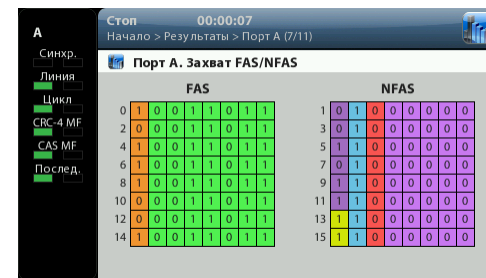 A
Синхр.
Линия
Цикл
CRC-4 MF
CAS MF
Послед.
Стоп 00:00:07
Начало > Результаты > Порт A (7/11)
Порт A. Захват FAS/NFAS
FAS NFAS
0 1 0 0 1 1 0 1 1 1 0 1 0 0 0 0 0 0
2 0 0 0 1 1 0 1 1 3 0 1 0 0 0 0 0 0
4 1 0 0 1 1 0 1 1 5 1 1 0 0 0 0 0 0
6 1 0 0 1 1 0 1 1 7 0 1 0 0 0 0 0 0
8 1 0 0 1 1 0 1 1 9 1 1 0 0 0 0 0 0
10 0 0 0 1 1 0 1 1 11 1 1 0 0 0 0 0 0
12 0 0 0 1 1 0 1 1 13 1 1 0 0 0 0 0 0
14 1 0 0 1 1 0 1 1 15 1 1 0 0 0 0 0 0